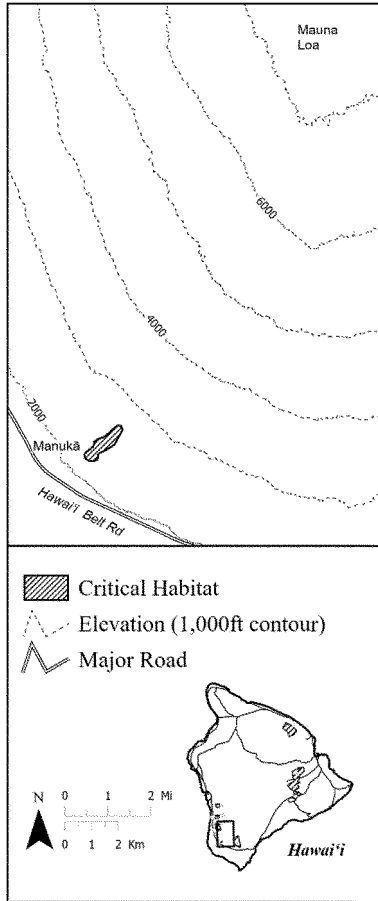 Mauna
Loa
6000
4000
2000
Manukā
Hawai‘i Belt Rd
Critical Habitat
Elevation (1,000ft contour)
Major Road
N
0 1 2 Mi
0 1 2 Km
Hawai‘i